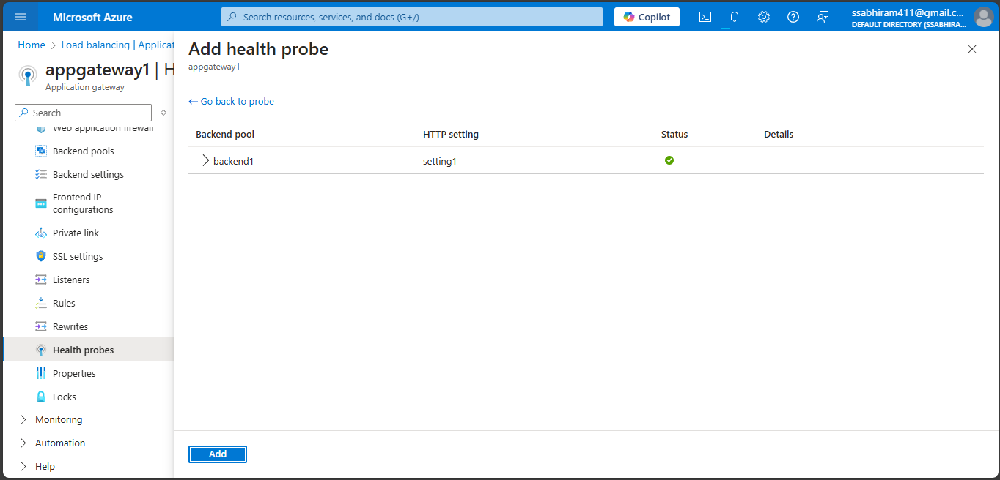 Microsoft Azure
Search resources, services, and docs (G+/)
Copilot
ssabhiram411@gmail.c...
DEFAULT DIRECTORY (SSABHIRA...
Home > Load balancing | Applicat
appgateway1 | H
Application gateway
Search
Web application firewall
Backend pools
Backend settings
Frontend IP
configurations
Private link
SSL settings
Listeners
Rules
Rewrites
Health probes
Properties
Locks
Monitoring
Automation
Help
Add health probe
appgateway1
← Go back to probe
Backend pool HTTP setting Status Details
backend1 setting1
Add